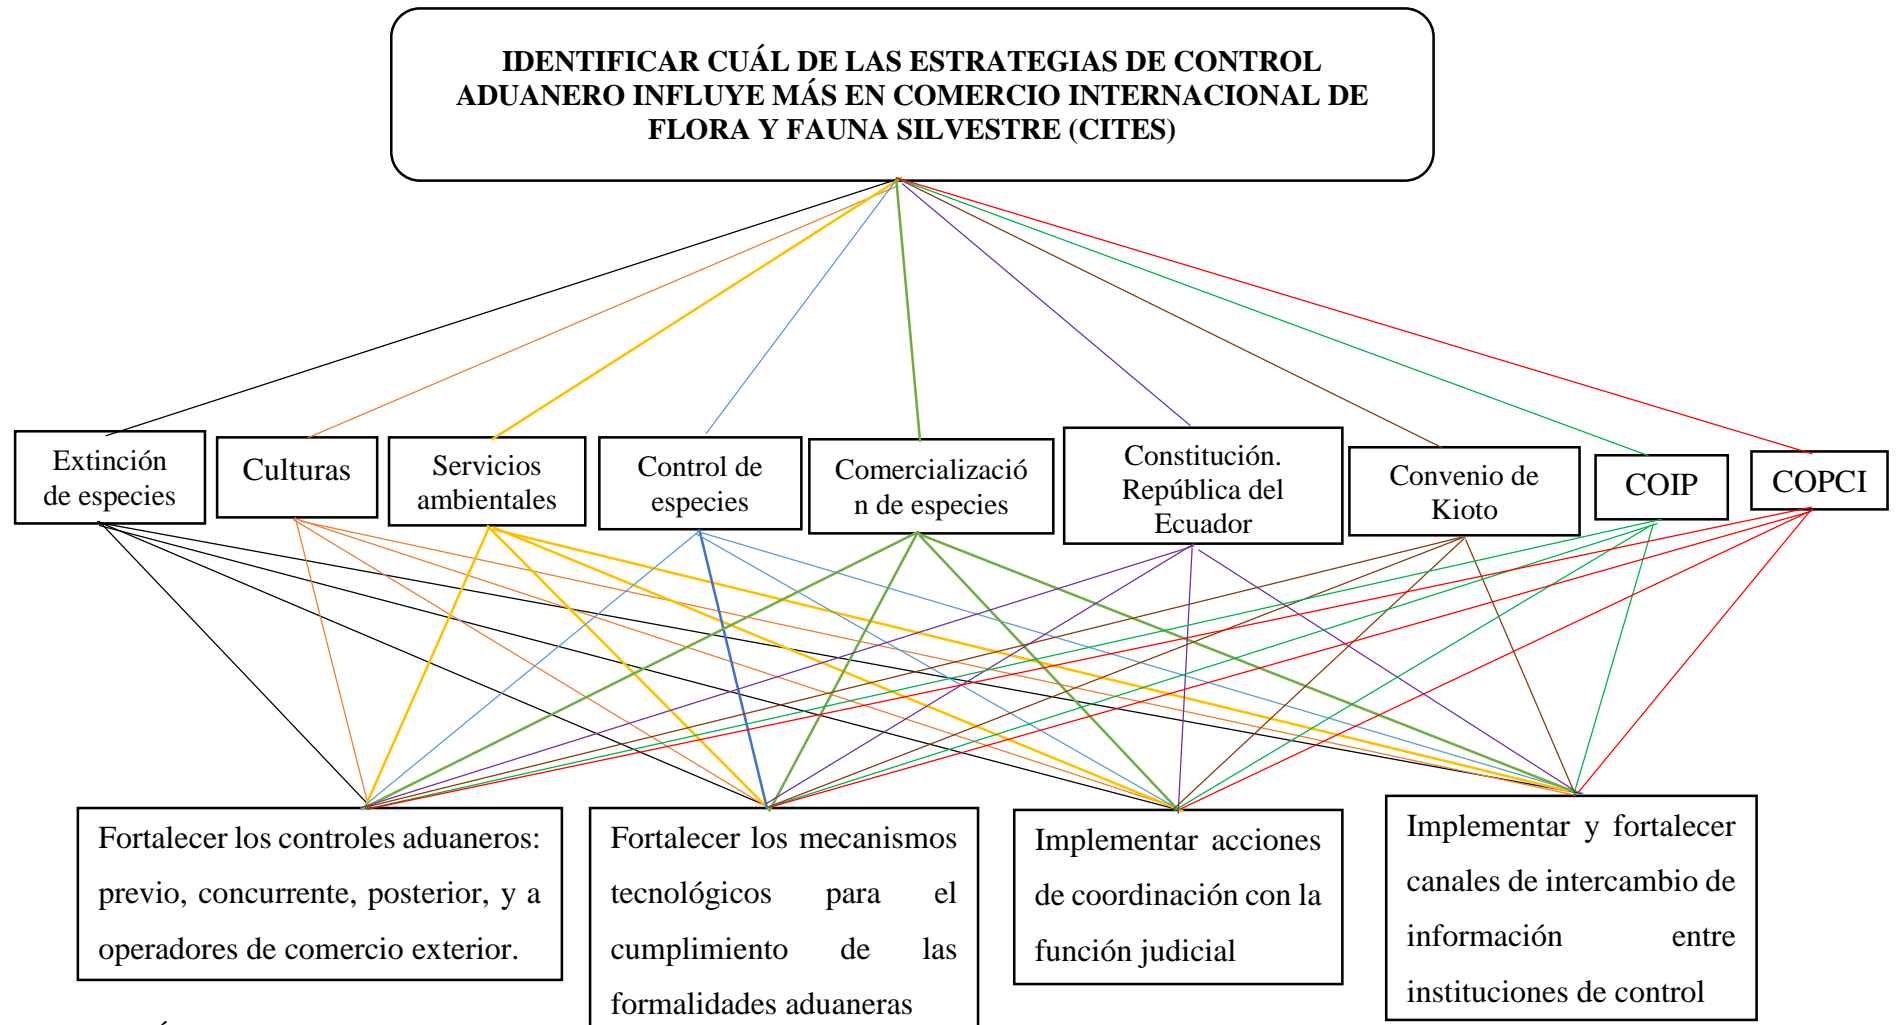 IDENTIFICAR CUÁL DE LAS ESTRATEGIAS DE CONTROL
ADUANERO INFLUYE MÁS EN COMERCIO INTERNACIONAL DE
FLORA Y FAUNA SILVESTRE (CITES)
Extinción
de especies
Culturas
Servicios
ambientales
Control de
especies
Comercializació
n de especies
Constitución.
República del
Ecuador
Convenio de
Kioto
COIP
COPCI
Fortalecer los controles aduaneros:
previo, concurrente, posterior, y a
operadores de comercio exterior.
Fortalecer los mecanismos
tecnológicos para el
cumplimiento de las
formalidades aduaneras
Implementar acciones
de coordinación con la
función judicial
Implementar y fortalecer
canales de intercambio de
información entre
instituciones de control